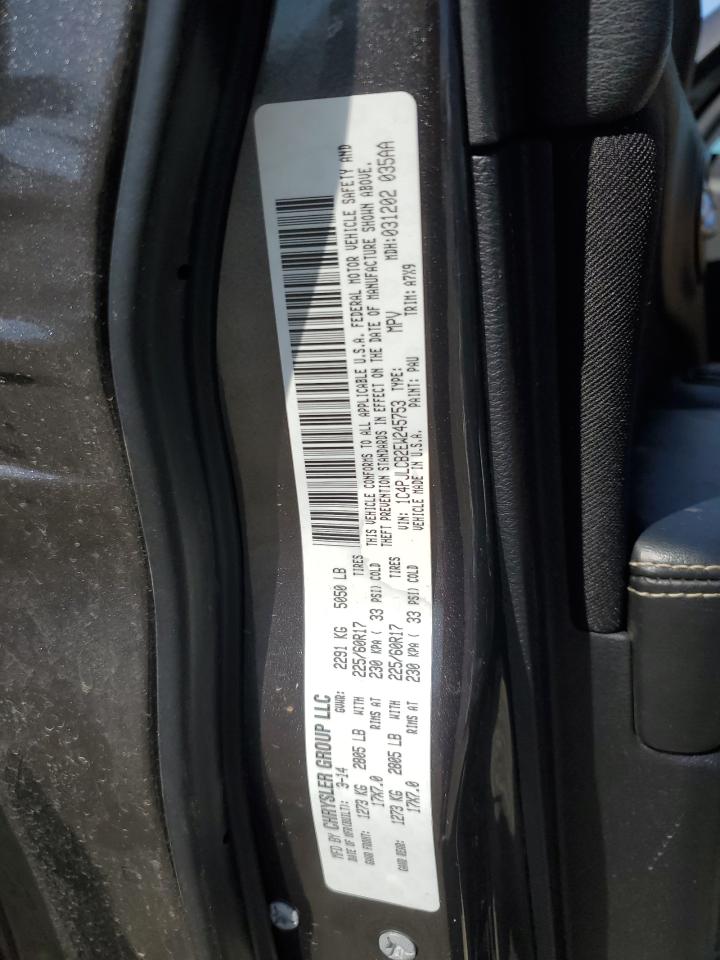 MFD BY CHRYSLER GROUP LLC
DATE OF MFR(BUILT): 3-14 GVWR: 2291 KG 5050 LB
GAWR FRONT: 1273 KG 2805 LB WITH 225/60R17 TIRES
17X7.0 RIMS AT 230 KPA ( 33 PSI) COLD
GAWR REAR: 1273 KG 2805 LB WITH 225/60R17 TIRES
17X7.0 RIMS AT 230 KPA ( 33 PSI) COLD
THIS VEHICLE CONFORMS TO ALL APPLICABLE U.S.A. FEDERAL MOTOR VEHICLE SAFETY AND
THEFT PREVENTION STANDARDS IN EFFECT ON THE DATE OF MANUFACTURE SHOWN ABOVE.
VIN: 1C4PJLCB2EW245753 TYPE: MPV MDH:031202 035AA
VEHICLE MADE IN U.S.A. PAINT: PAU TRIM: A7X9